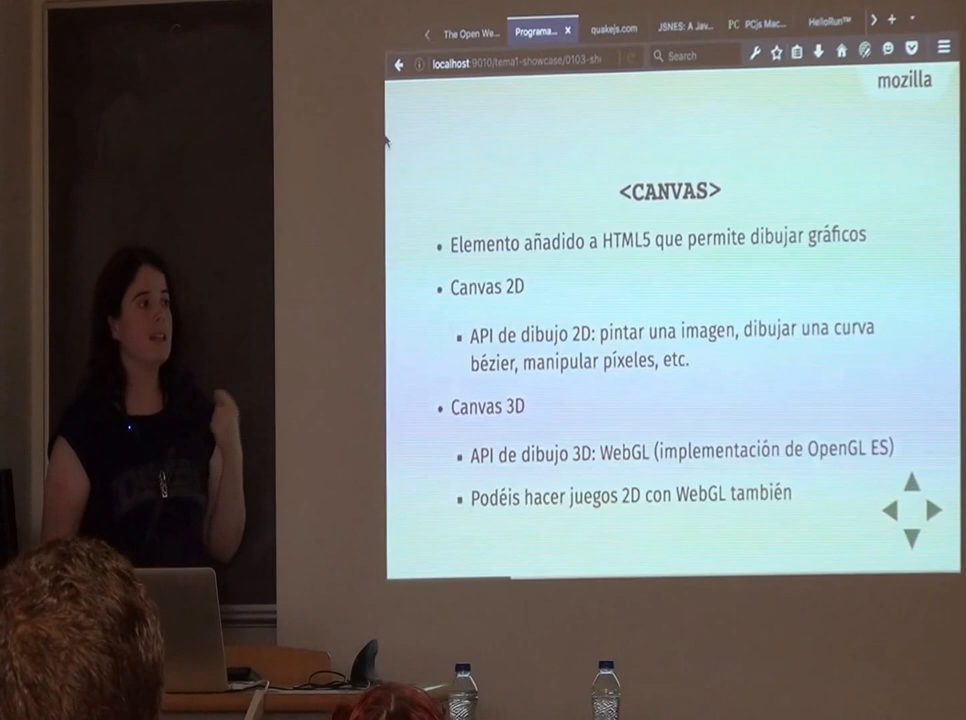 The Open We... Programa... x quakejs.com JSNES: A Jav... PC PCjs Mac... HelloRun™
localhost:9010/tema1-showcase/0103-sh
Search
mozilla
<CANVAS>
• Elemento añadido a HTML5 que permite dibujar gráficos
• Canvas 2D
▪ API de dibujo 2D: pintar una imagen, dibujar una curva
bézier, manipular píxeles, etc.
• Canvas 3D
▪ API de dibujo 3D: WebGL (implementación de OpenGL ES)
▪ Podéis hacer juegos 2D con WebGL también